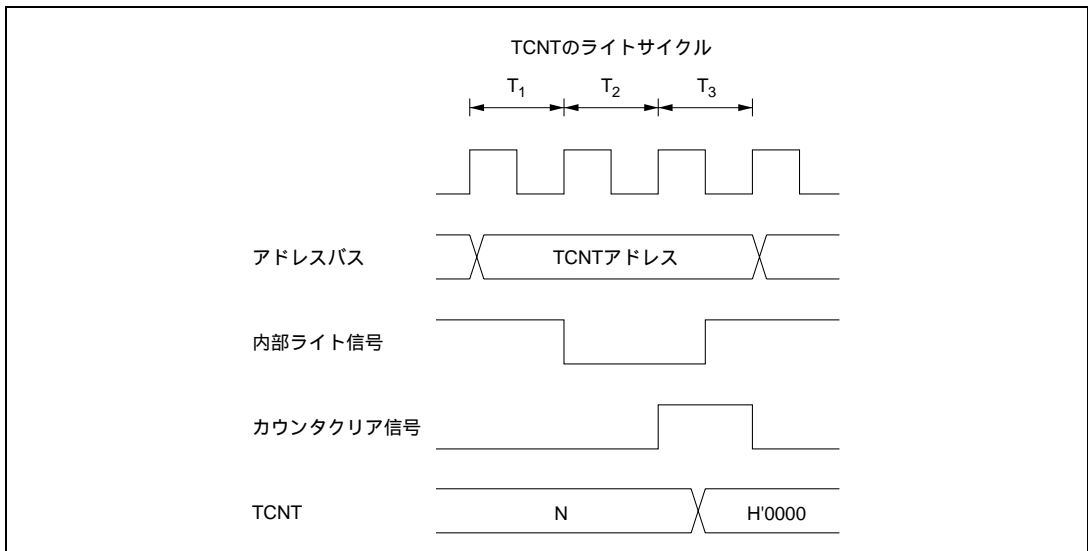 TCNTのライトサイクル
T1 T2 T3
アドレスバス TCNTアドレス
内部ライト信号
カウンタクリア信号
TCNT N H'0000